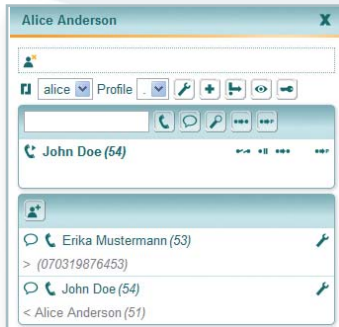 Alice Anderson X
alice Profile .
John Doe (54)
Erika Mustermann (53)
> (070319876453)
John Doe (54)
< Alice Anderson (51)